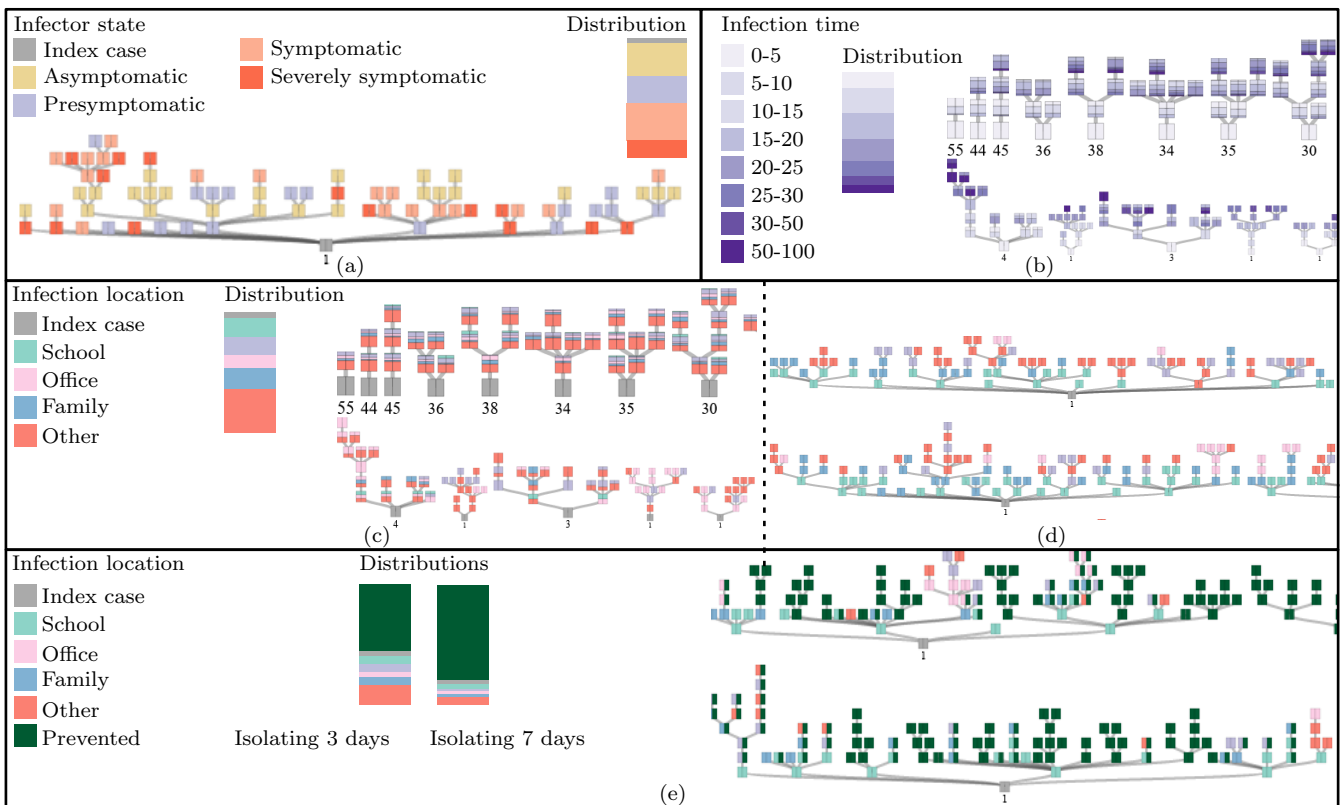 Infector state
Distribution
Index case
Symptomatic
Asymptomatic
Severely symptomatic
Presymptomatic
1
(a)
Infection time
Distribution
0-5
5-10
10-15
15-20
20-25
25-30
30-50
50-100
55 44 45 36 38 34 35 30
4 1 3 1 1
(b)
Infection location
Distribution
Index case
School
Office
Family
Other
55 44 45 36 38 34 35 30
4 1 3 1 1
(c)
1
1
(d)
Infection location
Distributions
Index case
School
Office
Family
Other
Prevented
Isolating 3 days
Isolating 7 days
1
1
(e)